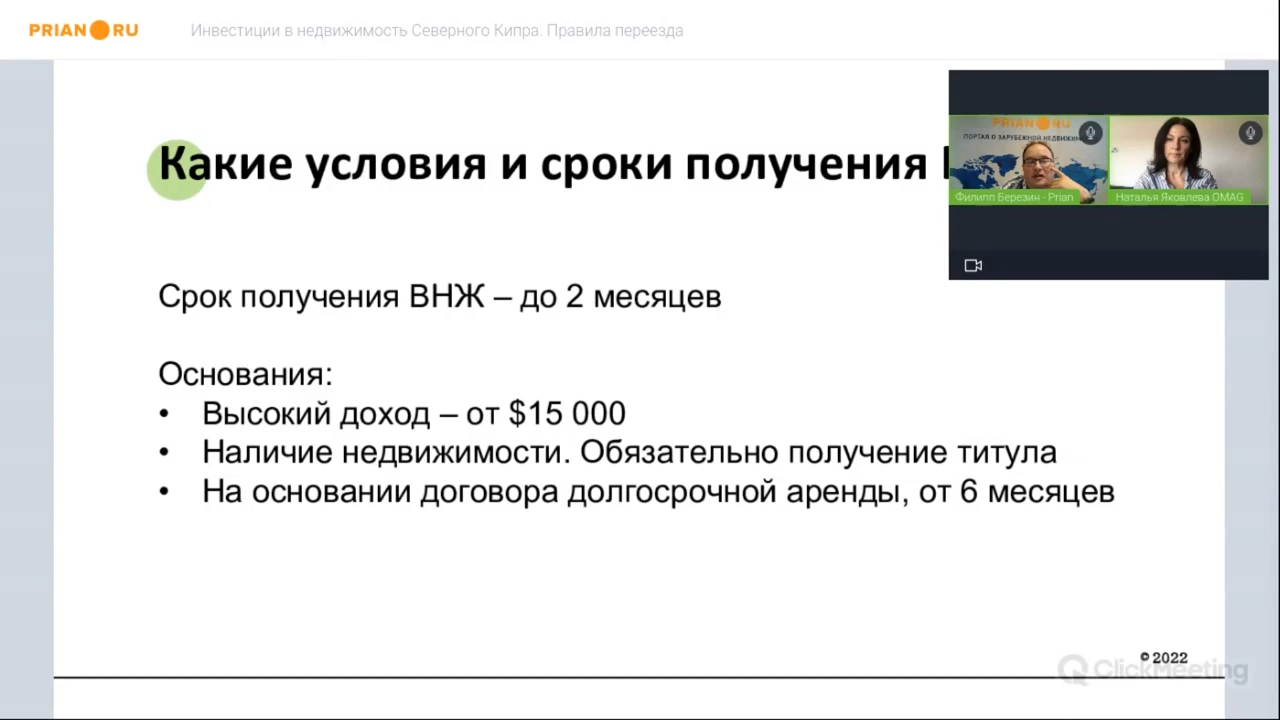 PRIAN RU
Инвестиции в недвижимость Северного Кипра. Правила переезда
Какие условия и сроки получения
PRIAN RU
ПОРТАЛ О ЗАРУБЕЖНОЙ
Филипп Березин - Prian
Наталья Яковлева OMAG
Срок получения ВНЖ – до 2 месяцев
Основания:
• Высокий доход – от $15 000
• Наличие недвижимости. Обязательно получение титула
• На основании договора долгосрочной аренды, от 6 месяцев
© 2022
ClickMeeting